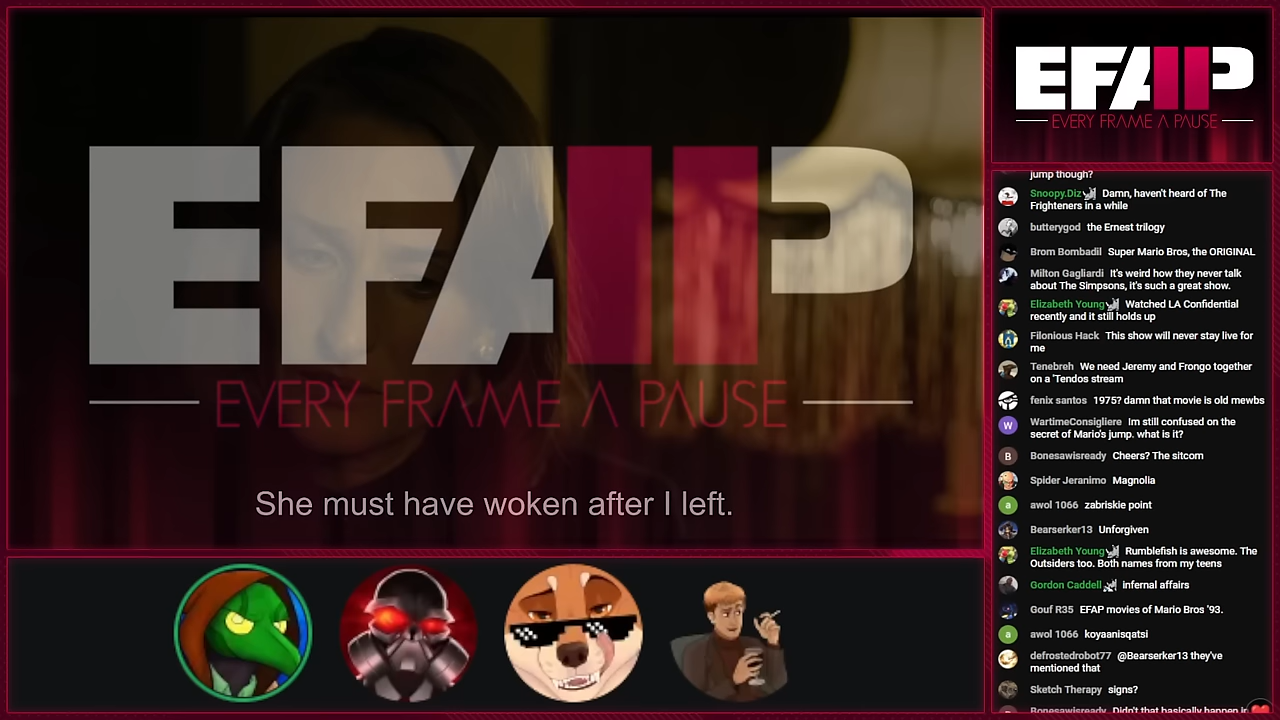 EFAP
EVERY FRAME A PAUSE
She must have woken after I left.
EFAP
EVERY FRAME A PAUSE
jump though?
Snoopy.Diz Damn, haven't heard of The
Frighteners in a while
butterygod the Ernest trilogy
Brom Bombadil Super Mario Bros, the ORIGINAL
Milton Gagliardi It's weird how they never talk
about The Simpsons, it's such a great show.
Elizabeth Young Watched LA Confidential
recently and it still holds up
Filonious Hack This show will never stay live for
me
Tenebreh We need Jeremy and Frongo together
on a 'Tendos stream
fenix santos 1975? damn that movie is old mewbs
W
WartimeConsigliere Im still confused on the
secret of Mario's jump. what is it?
B
Bonesawisready Cheers? The sitcom
Spider Jeranimo Magnolia
a
awol 1066 zabriskie point
Bearserker13 Unforgiven
Elizabeth Young Rumblefish is awesome. The
Outsiders too. Both names from my teens
Gordon Caddell infernal affairs
Gouf R35 EFAP movies of Mario Bros '93.
a
awol 1066 koyaanisqatsi
defrostedrobot77 @Bearserker13 they've
mentioned that
Sketch Therapy signs?
Bonesawisready Didn't that basically happen in